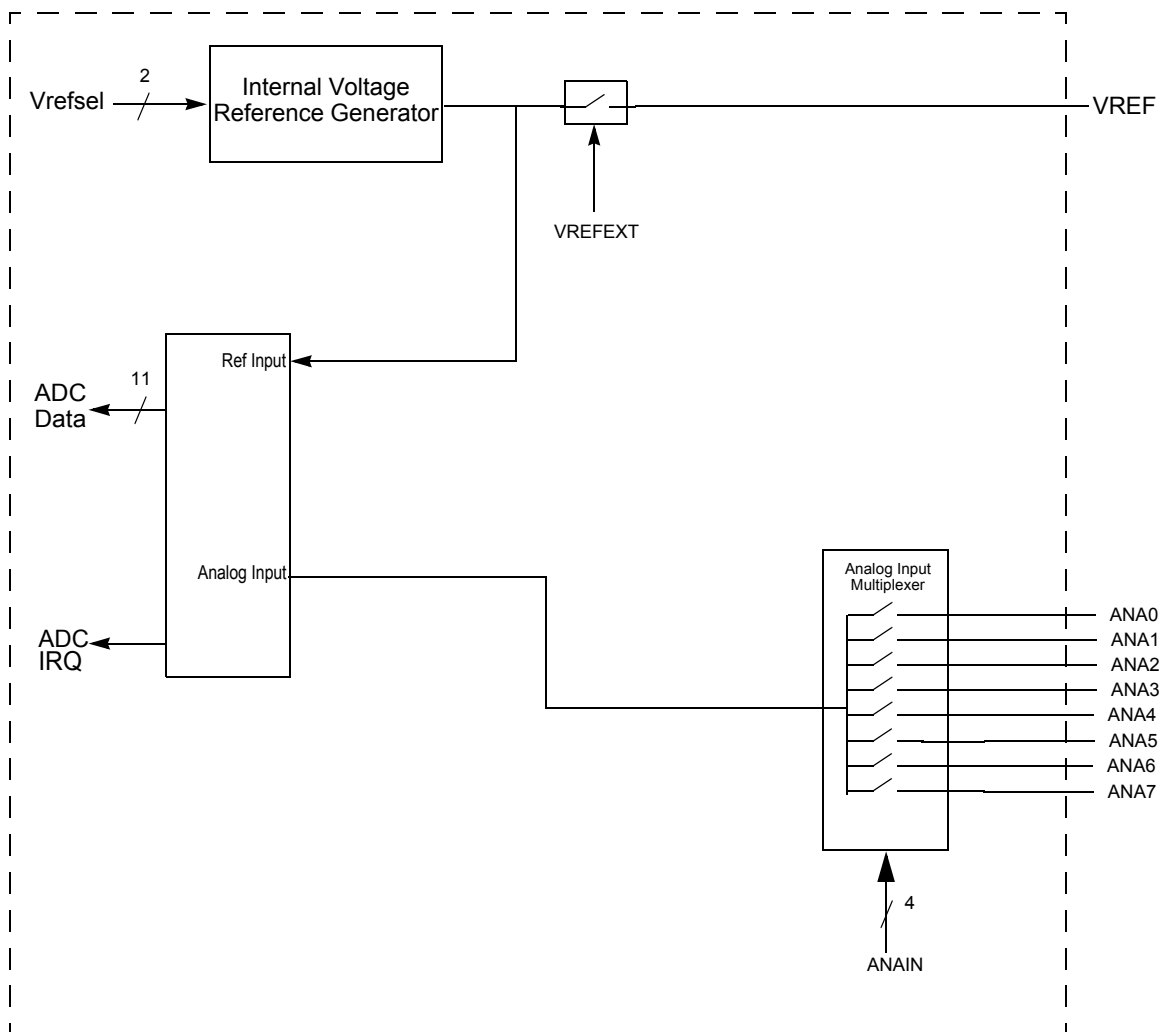 2
Vrefsel
Internal Voltage
Reference Generator
VREF
VREFEXT
Ref Input
11
ADC
Data
Analog Input
ADC
IRQ
Analog Input
Multiplexer
ANA0
ANA1
ANA2
ANA3
ANA4
ANA5
ANA6
ANA7
4
ANAIN